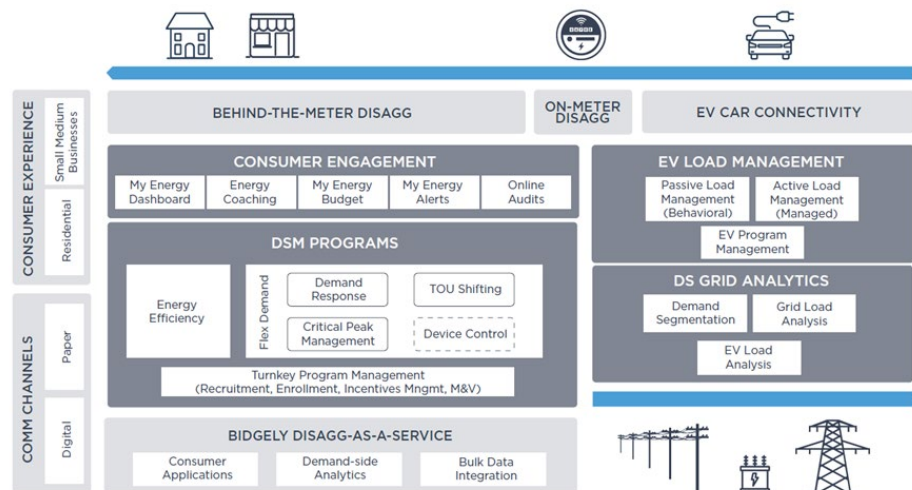 BEHIND-THE-METER DISAGG
ON-METER
DISAGG
EV CAR CONNECTIVITY
CONSUMER EXPERIENCE
Small Medium
Businesses
Residential
COMM CHANNELS
Paper
Digital
CONSUMER ENGAGEMENT
My Energy
Dashboard
Energy
Coaching
My Energy
Budget
My Energy
Alerts
Online
Audits
DSM PROGRAMS
Energy
Efficiency
Flex Demand
Demand
Response
TOU Shifting
Critical Peak
Management
Device Control
Turnkey Program Management
(Recruitment, Enrollment, Incentives Mngmt, M&V)
BIDGELY DISAGG-AS-A-SERVICE
Consumer
Applications
Demand-side
Analytics
Bulk Data
Integration
EV LOAD MANAGEMENT
Passive Load
Management
(Behavioral)
Active Load
Management
(Managed)
EV Program
Management
DS GRID ANALYTICS
Demand
Segmentation
Grid Load
Analysis
EV Load
Analysis